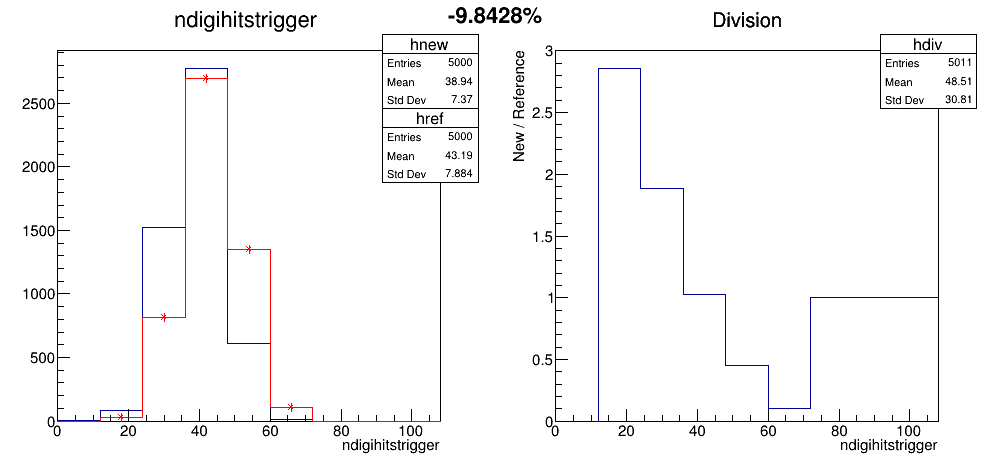 -9.8428%
ndigihitstrigger
hnew
Entries 5000
Mean 38.94
Std Dev 7.37
href
Entries 5000
Mean 43.19
Std Dev 7.884
2500
2000
1500
1000
500
0
0 20 40 60 80 100
ndigihitstrigger
Division
hdiv
Entries 5011
Mean 48.51
Std Dev 30.81
New / Reference
3
2.5
2
1.5
1
0.5
0
0 20 40 60 80 100
ndigihitstrigger